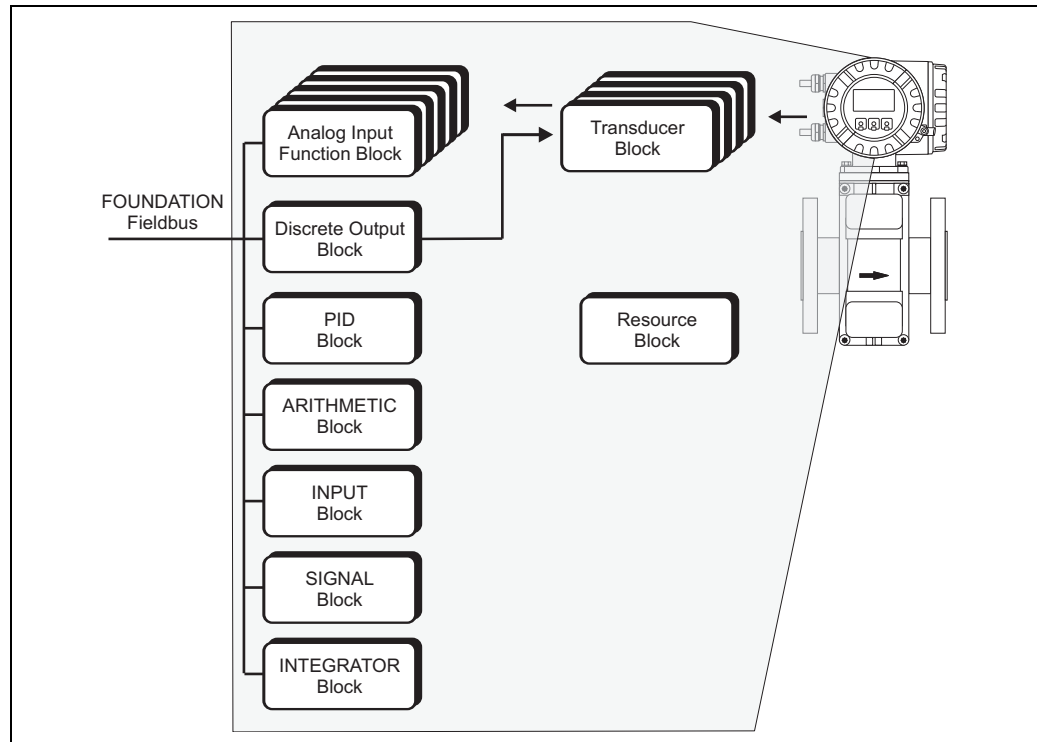 Analog Input
Function Block
Transducer
Block
FOUNDATION
Fieldbus
Discrete Output
Block
PID
Block
Resource
Block
ARITHMETIC
Block
INPUT
Block
SIGNAL
Block
INTEGRATOR
Block